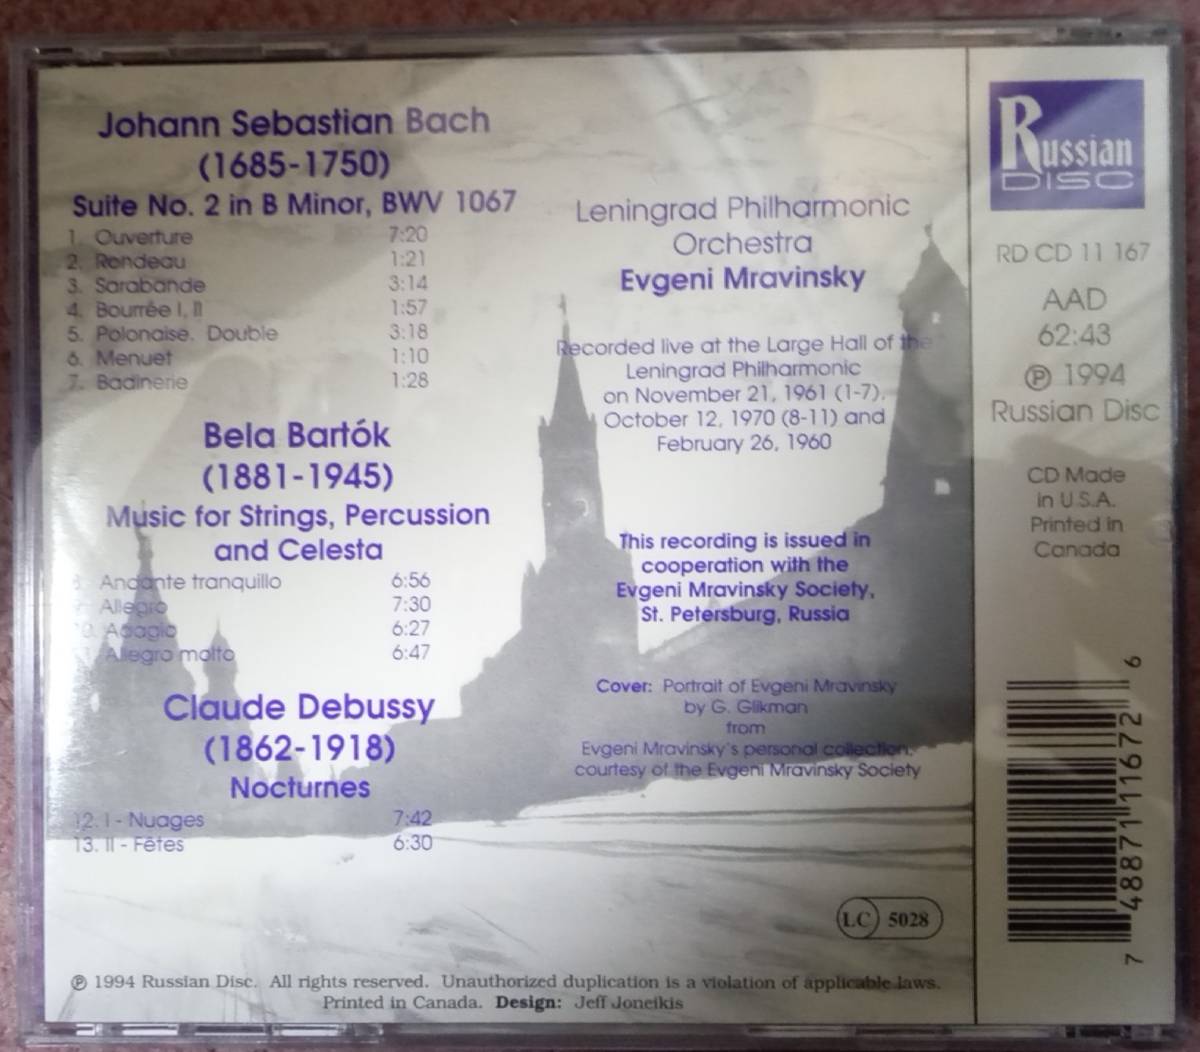 Johann Sebastian Bach
(1685-1750)
Suite No. 2 in B Minor, BWV 1067
1. Ouverture 7:20
2. Rondeau 1:21
3. Sarabande 3:14
4. Bourrée I, II 1:57
5. Polonaise. Double 3:18
6. Menuet 1:10
7. Badinerie 1:28
Bela Bartók
(1881-1945)
Music for Strings, Percussion
and Celesta
8. Andante tranquillo 6:56
9. Allegro 7:30
10. Adagio 6:27
11. Allegro molto 6:47
Claude Debussy
(1862-1918)
Nocturnes
12. I - Nuages 7:42
13. II - Fêtes 6:30
Leningrad Philharmonic
Orchestra
Evgeni Mravinsky
Recorded live at the Large Hall of the
Leningrad Philharmonic
on November 21, 1961 (1-7),
October 12, 1970 (8-11) and
February 26, 1960
This recording is issued in
cooperation with the
Evgeni Mravinsky Society,
St. Petersburg, Russia
Cover: Portrait of Evgeni Mravinsky
by G. Glikman
from
Evgeni Mravinsky's personal collection,
courtesy of the Evgeni Mravinsky Society
LC 5028
℗ 1994 Russian Disc. All rights reserved. Unauthorized duplication is a violation of applicable laws.
Printed in Canada. Design: Jeff Joneikis
Russian
DISC
RD CD 11 167
AAD
62:43
℗ 1994
Russian Disc
CD Made
in U.S.A.
Printed in
Canada
7 48871 11672 6